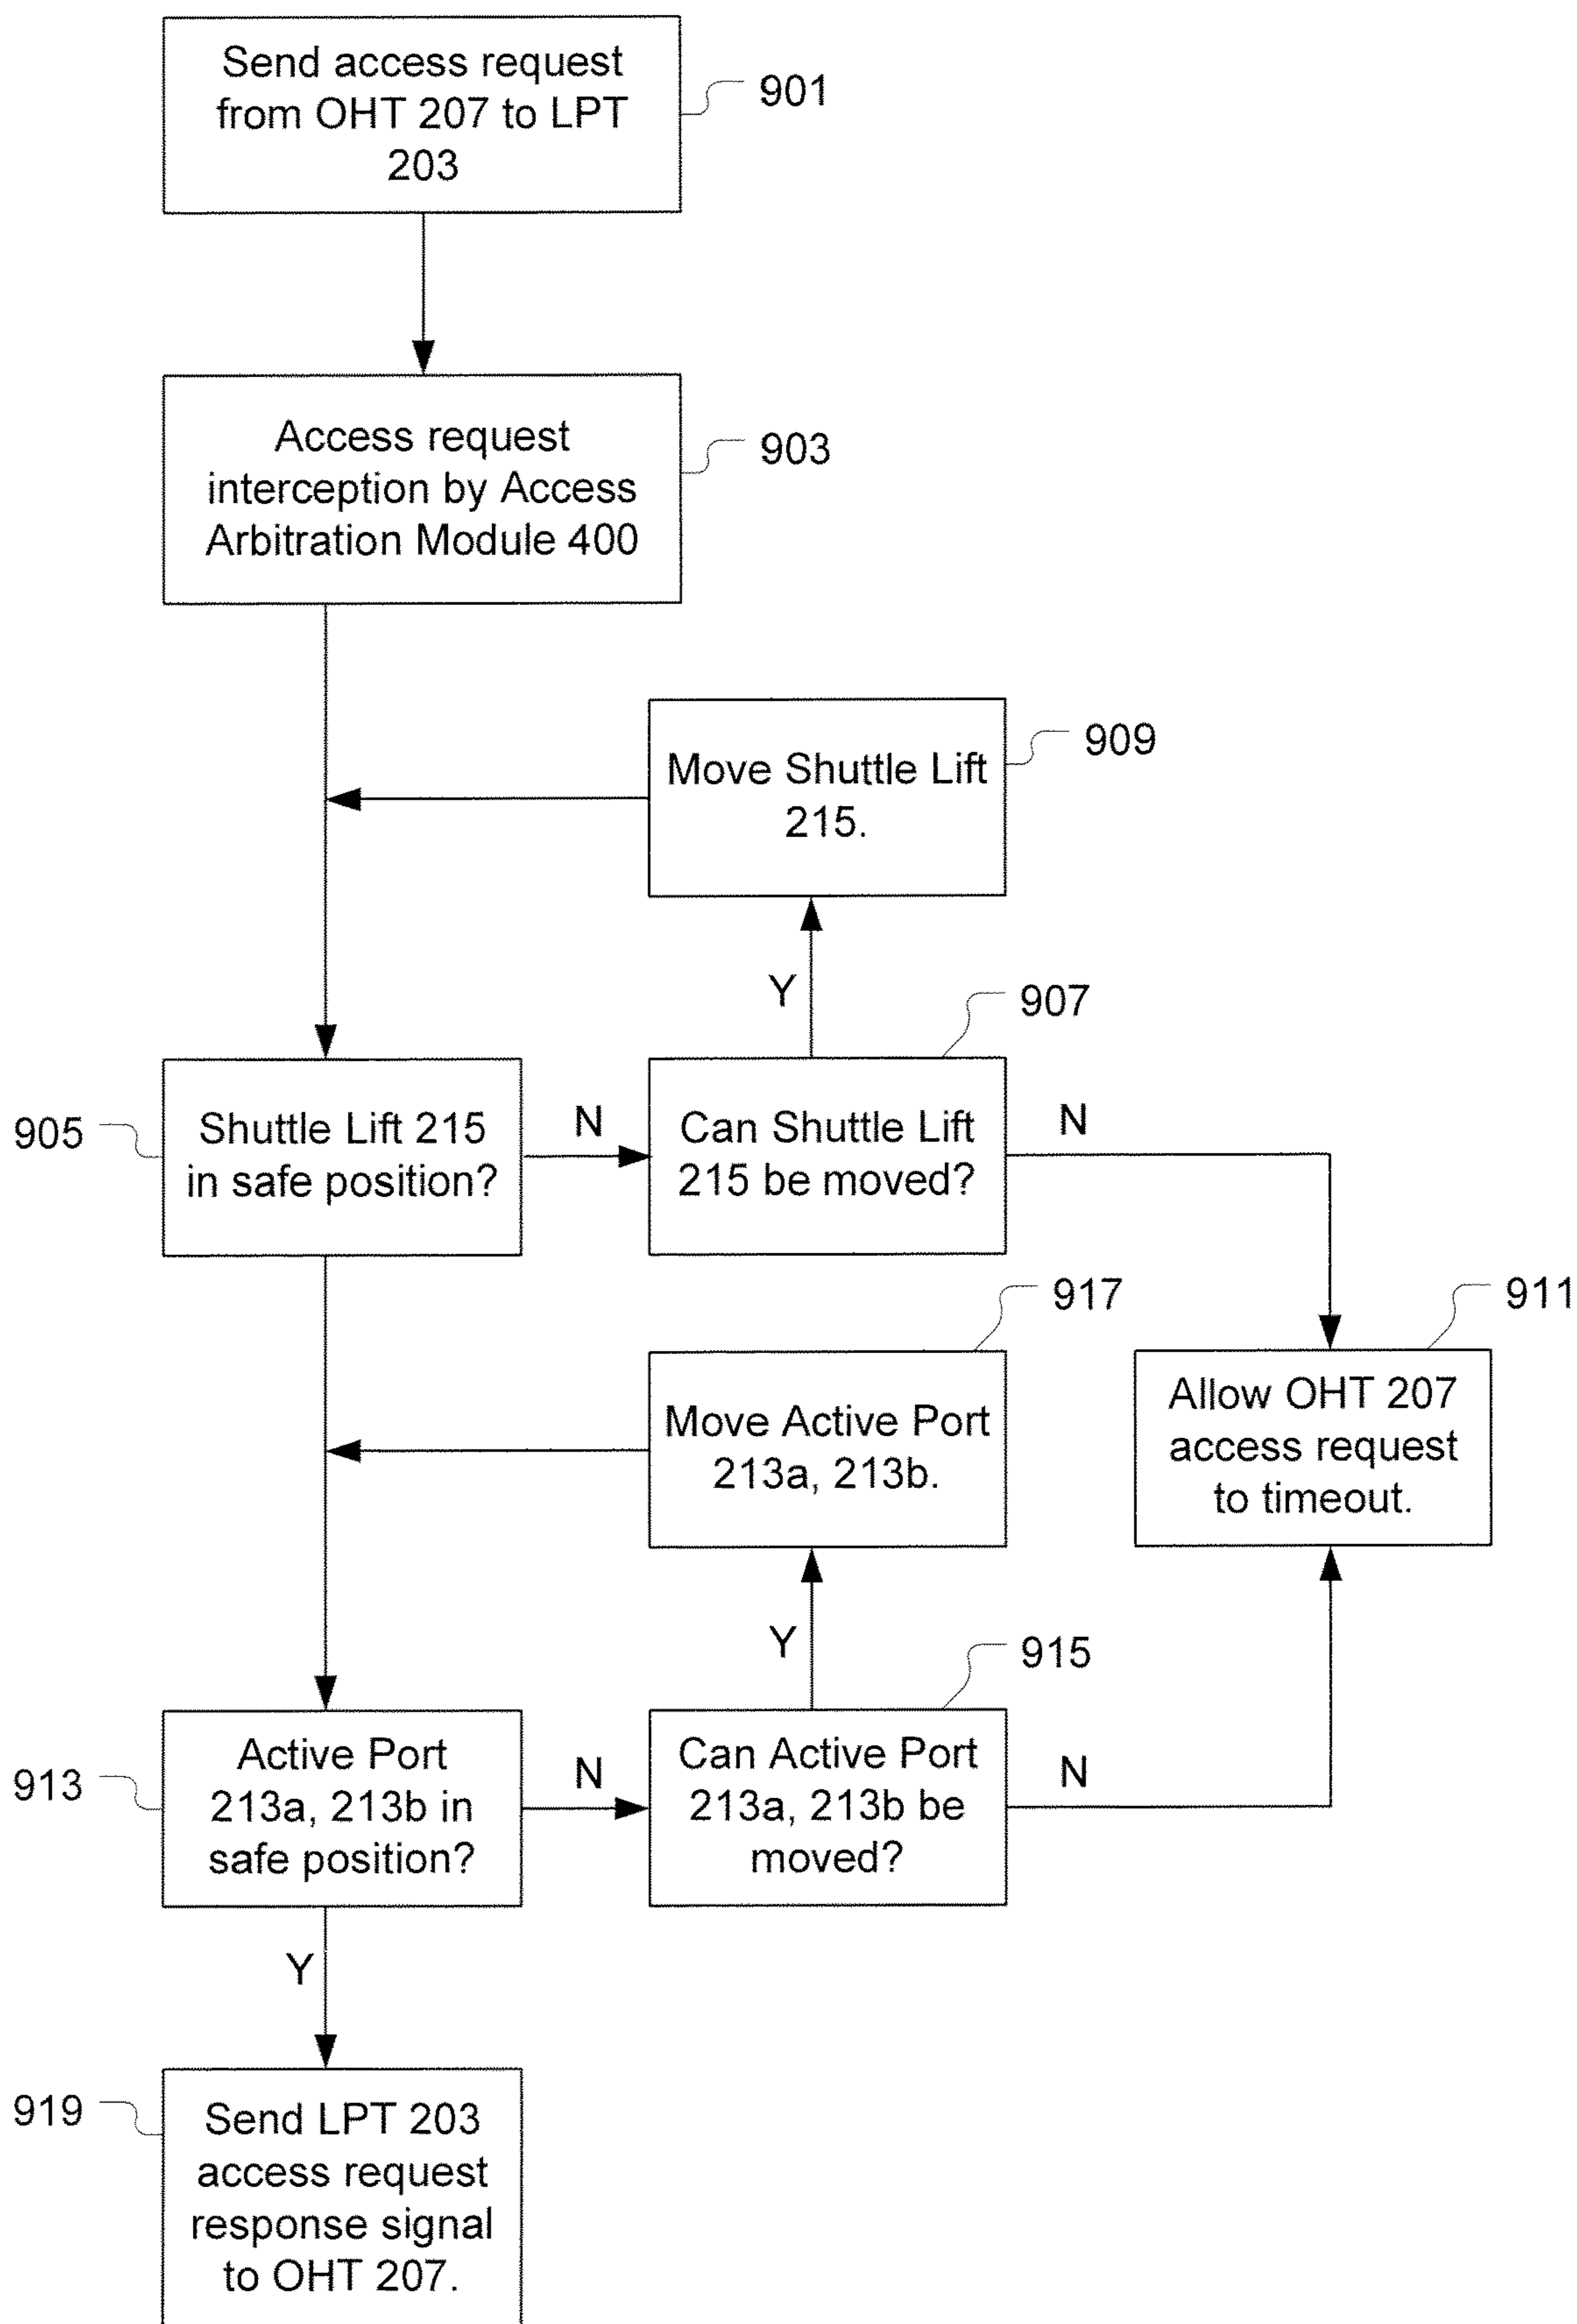 Send access request
from OHT 207 to LPT
203
901
Access request
interception by Access
Arbitration Module 400
903
Move Shuttle Lift
215.
909
Y
907
905
Shuttle Lift 215
in safe position?
N
Can Shuttle Lift
215 be moved?
N
917
911
Move Active Port
213a, 213b.
Allow OHT 207
access request
to timeout.
Y
915
913
Active Port
213a, 213b in
safe position?
N
Can Active Port
213a, 213b be
moved?
N
Y
919
Send LPT 203
access request
response signal
to OHT 207.